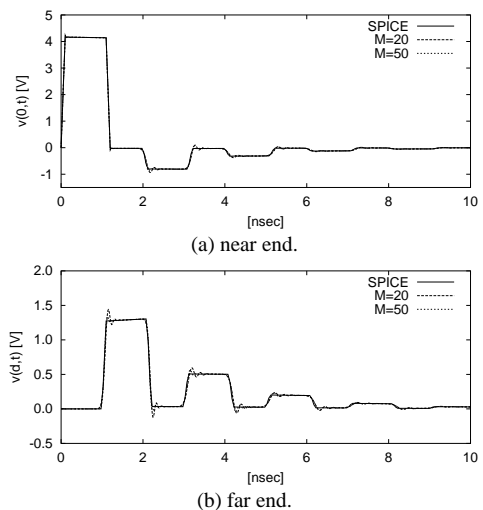 5
4
3
2
1
0
-1
v(0,t) [V]
SPICE
M=20
M=50
0 2 4 6 8 10
[nsec]
(a) near end.
2.0
1.5
1.0
0.5
0.0
-0.5
v(d,t) [V]
SPICE
M=20
M=50
0 2 4 6 8 10
[nsec]
(b) far end.